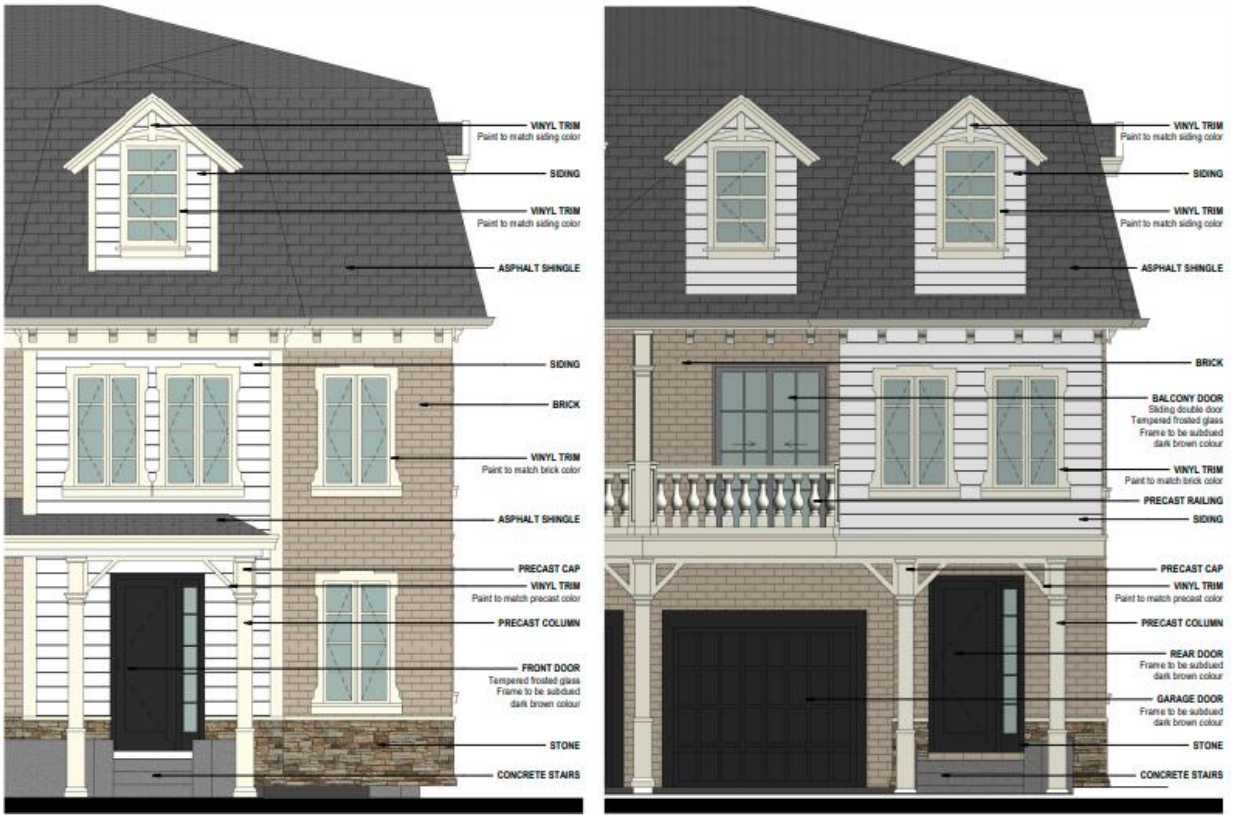 VINYL TRIM
Paint to match siding color
SIDING
VINYL TRIM
Paint to match siding color
ASPHALT SHINGLE
SIDING
BRICK
VINYL TRIM
Paint to match brick color
ASPHALT SHINGLE
PRECAST CAP
VINYL TRIM
Paint to match precast color
PRECAST COLUMN
FRONT DOOR
Tempered frosted glass
Frame to be subdued
dark brown colour
STONE
CONCRETE STAIRS
VINYL TRIM
Paint to match siding color
SIDING
VINYL TRIM
Paint to match siding color
ASPHALT SHINGLE
BRICK
BALCONY DOOR
Sliding double door
Tempered frosted glass
Frame to be subdued
dark brown colour
VINYL TRIM
Paint to match brick color
PRECAST RAILING
SIDING
PRECAST CAP
VINYL TRIM
Paint to match precast color
PRECAST COLUMN
REAR DOOR
Frame to be subdued
dark brown colour
GARAGE DOOR
Frame to be subdued
dark brown colour
STONE
CONCRETE STAIRS